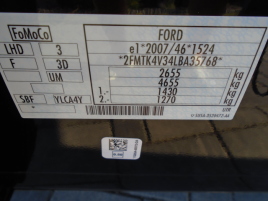 FoMoCo
FORD
LHD 3
e1*2007/46*1524
F 3D
*2FMTK4V34LBA35768*
UM
2655 kg
4655 kg
1- 1430 kg
2- 1270 kg
5BF YLCA4Y